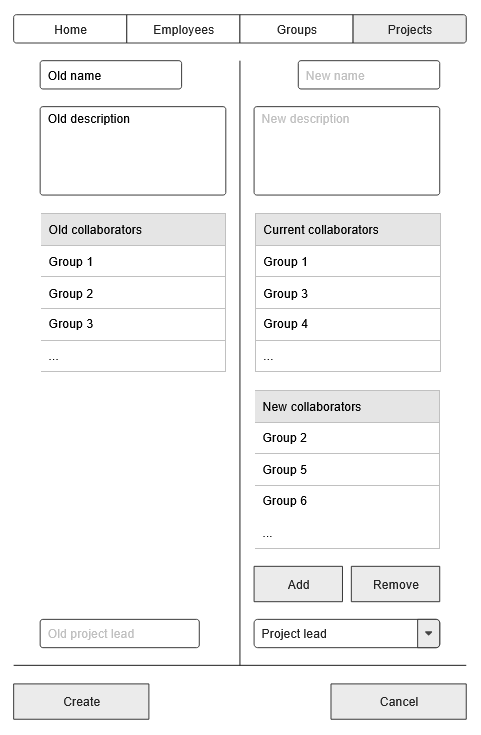 Home
Employees
Groups
Projects
Old name
Old description
Old collaborators
Group 1
Group 2
Group 3
...
Old project lead
New name
New description
Current collaborators
Group 1
Group 3
Group 4
...
New collaborators
Group 2
Group 5
Group 6
...
Add
Remove
Project lead
Create
Cancel